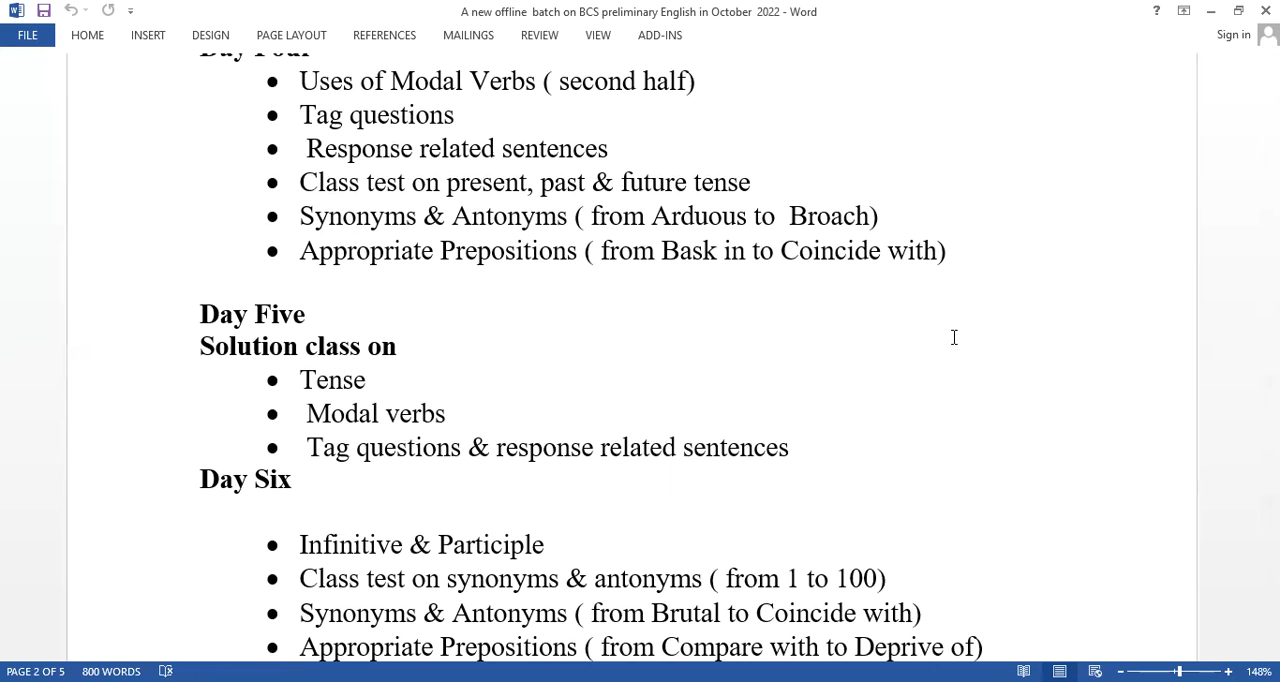 A new offline  batch on BCS preliminary English in October  2022 - Word
?
FILE HOME INSERT DESIGN PAGE LAYOUT REFERENCES MAILINGS REVIEW VIEW ADD-INS Sign in
Day Four
• Uses of Modal Verbs ( second half)
• Tag questions
• Response related sentences
• Class test on present, past & future tense
• Synonyms & Antonyms ( from Arduous to  Broach)
• Appropriate Prepositions ( from Bask in to Coincide with)
Day Five
Solution class on
• Tense
• Modal verbs
• Tag questions & response related sentences
Day Six
• Infinitive & Participle
• Class test on synonyms & antonyms ( from 1 to 100)
• Synonyms & Antonyms ( from Brutal to Coincide with)
• Appropriate Prepositions ( from Compare with to Deprive of)
PAGE 2 OF 5 800 WORDS 148%